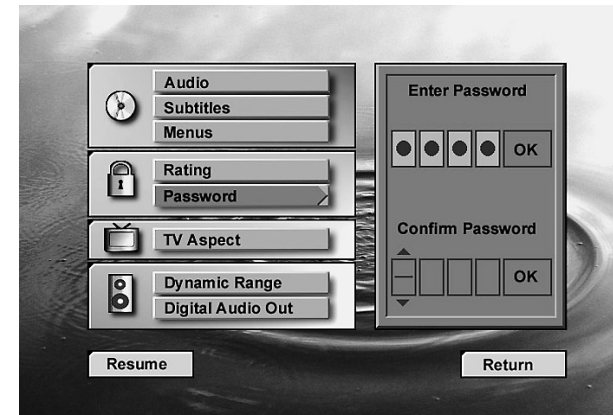 Audio
Subtitles
Menus
Rating
Password
TV Aspect
Dynamic Range
Digital Audio Out
Enter Password
OK
Confirm Password
OK
Resume
Return